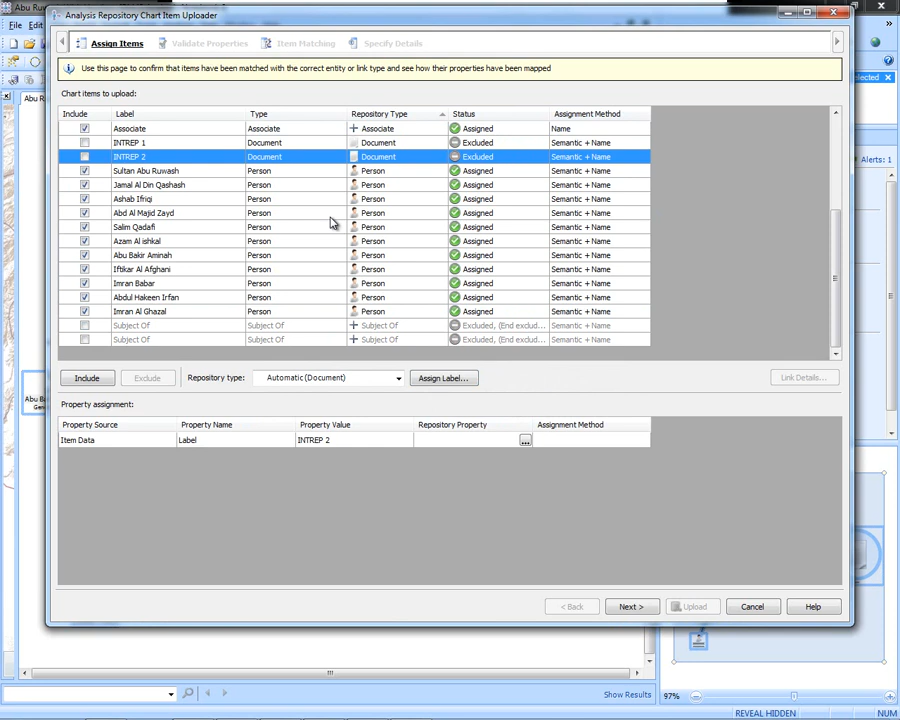 Analysis Repository Chart Item Uploader
File
Assign Items Validate Properties Item Matching Specify Details
Use this page to confirm that items have been matched with the correct entity or link type and see how their properties have been mapped
Chart items to upload:
Include Label Type Repository Type Status Assignment Method
Associate Associate Associate Assigned Name
INTREP 1 Document Document Excluded Semantic + Name
INTREP 2 Document Document Excluded Semantic + Name
Sultan Abu Ruwash Person Person Assigned Semantic + Name
Jamal Al Din Qashash Person Person Assigned Semantic + Name
Ashab Ifriqi Person Person Assigned Semantic + Name
Abd Al Majid Zayd Person Person Assigned Semantic + Name
Salim Qadafi Person Person Assigned Semantic + Name
Azam Al ishkal Person Person Assigned Semantic + Name
Abu Bakir Aminah Person Person Assigned Semantic + Name
Iftikar Al Afghani Person Person Assigned Semantic + Name
Imran Babar Person Person Assigned Semantic + Name
Abdul Hakeen Irfan Person Person Assigned Semantic + Name
Imran Al Ghazal Person Person Assigned Semantic + Name
Subject Of Subject Of Subject Of Excluded, (End exclud... Semantic + Name
Subject Of Subject Of Subject Of Excluded, (End exclud... Semantic + Name
Include Exclude Repository type: Automatic (Document) Assign Label... Link Details...
Property assignment:
Property Source Property Name Property Value Repository Property Assignment Method
Item Data Label INTREP 2 ...
< Back Next > Upload Cancel Help
Alerts: 1
Show Results 97%
REVEAL HIDDEN NUM